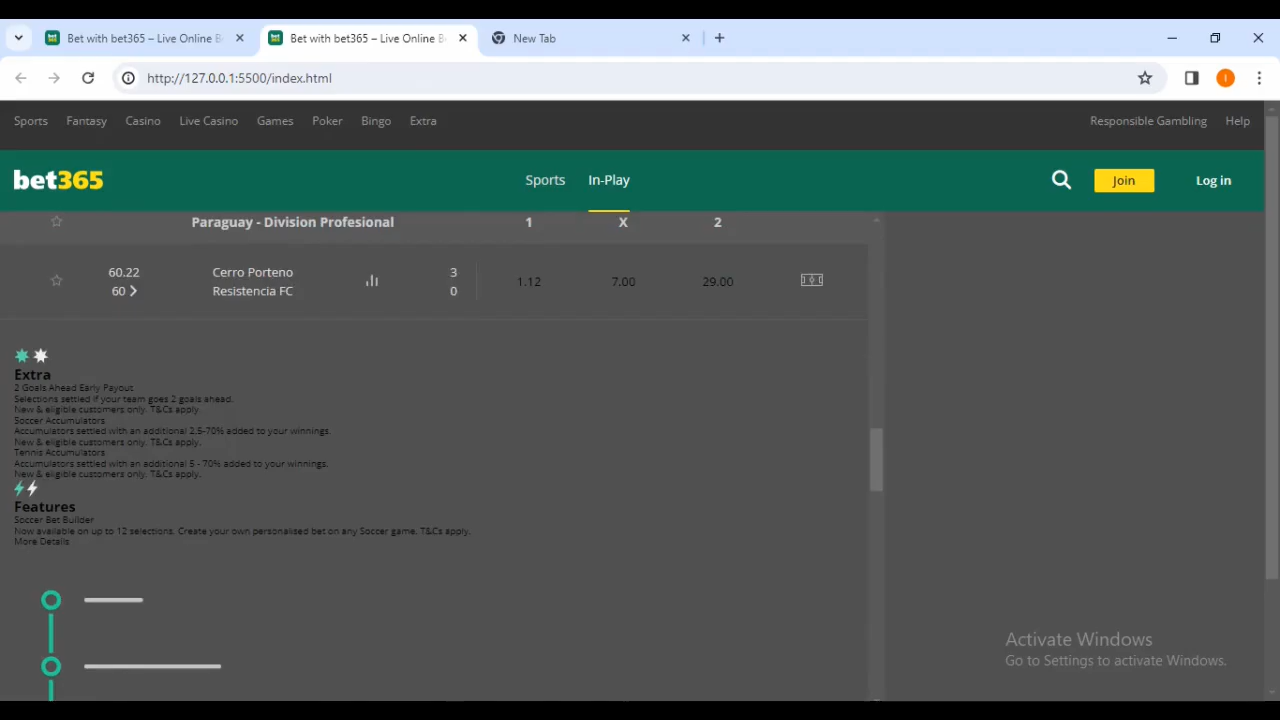 Bet with bet365 – Live Online B
Bet with bet365 – Live Online B
New Tab
http://127.0.0.1:5500/index.html
Sports Fantasy Casino Live Casino Games Poker Bingo Extra Responsible Gambling Help
bet365 Sports In-Play Join Log in
Paraguay - Division Profesional 1 X 2
60.22 Cerro Porteno 3
60 Resistencia FC 0
1.12 7.00 29.00
Extra
2 Goals Ahead Early Payout
Selections settled if your team goes 2 goals ahead.
New & eligible customers only. T&Cs apply.
Soccer Accumulators
Accumulators settled with an additional 2.5-70% added to your winnings.
New & eligible customers only. T&Cs apply.
Tennis Accumulators
Accumulators settled with an additional 5 - 70% added to your winnings.
New & eligible customers only. T&Cs apply.
Features
Soccer Bet Builder
Now available on up to 12 selections. Create your own personalised bet on any Soccer game. T&Cs apply.
More Details
Activate Windows
Go to Settings to activate Windows.